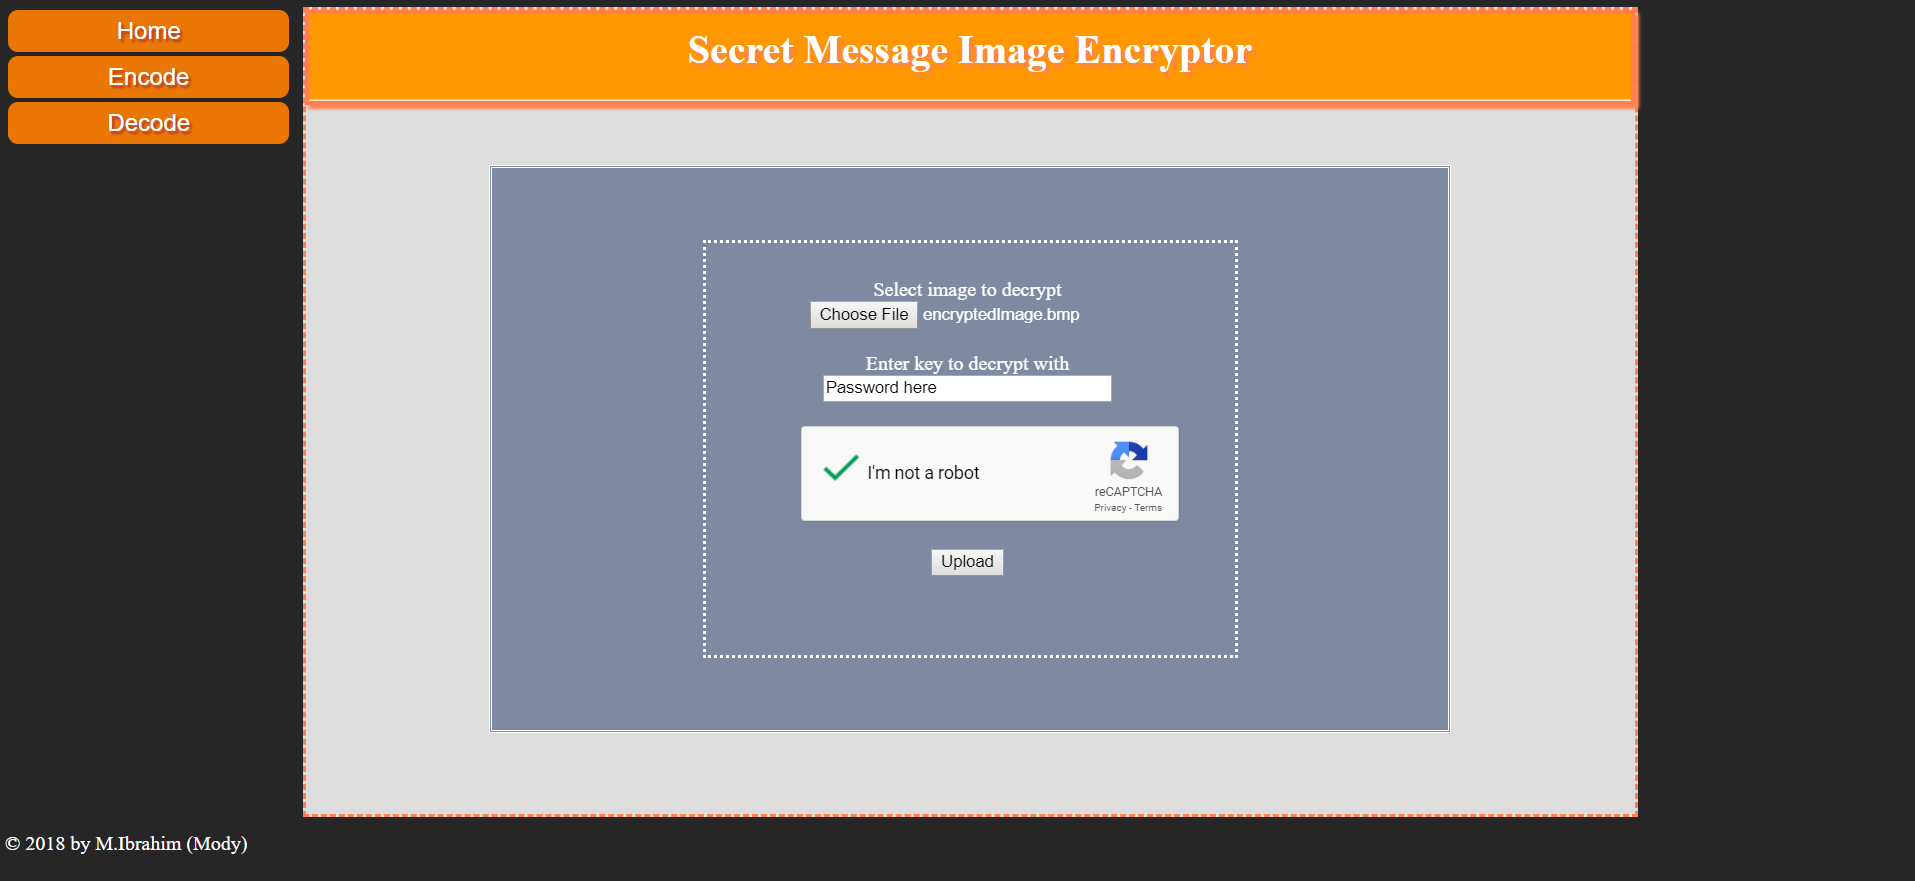 Home
Encode
Decode
Secret Message Image Encryptor
Select image to decrypt
Choose File encryptedImage.bmp
Enter key to decrypt with
Password here
I'm not a robot
reCAPTCHA
Privacy - Terms
Upload
© 2018 by M.Ibrahim (Mody)